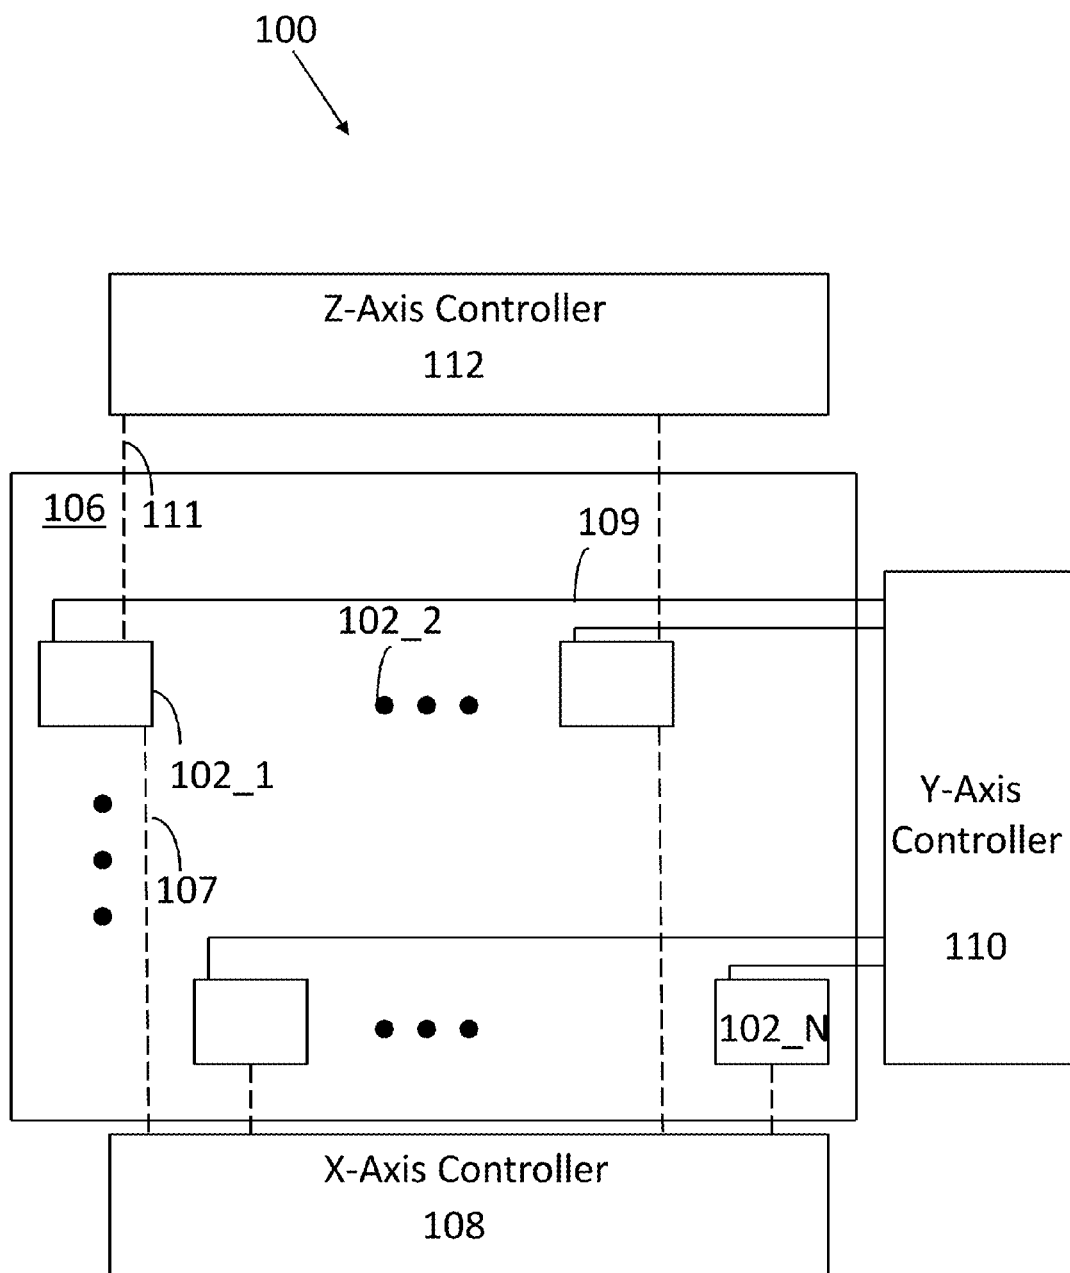 100
Z-Axis Controller
112
106
111
109
102_2
102_1
107
Y-Axis
Controller
110
102_N
X-Axis Controller
108